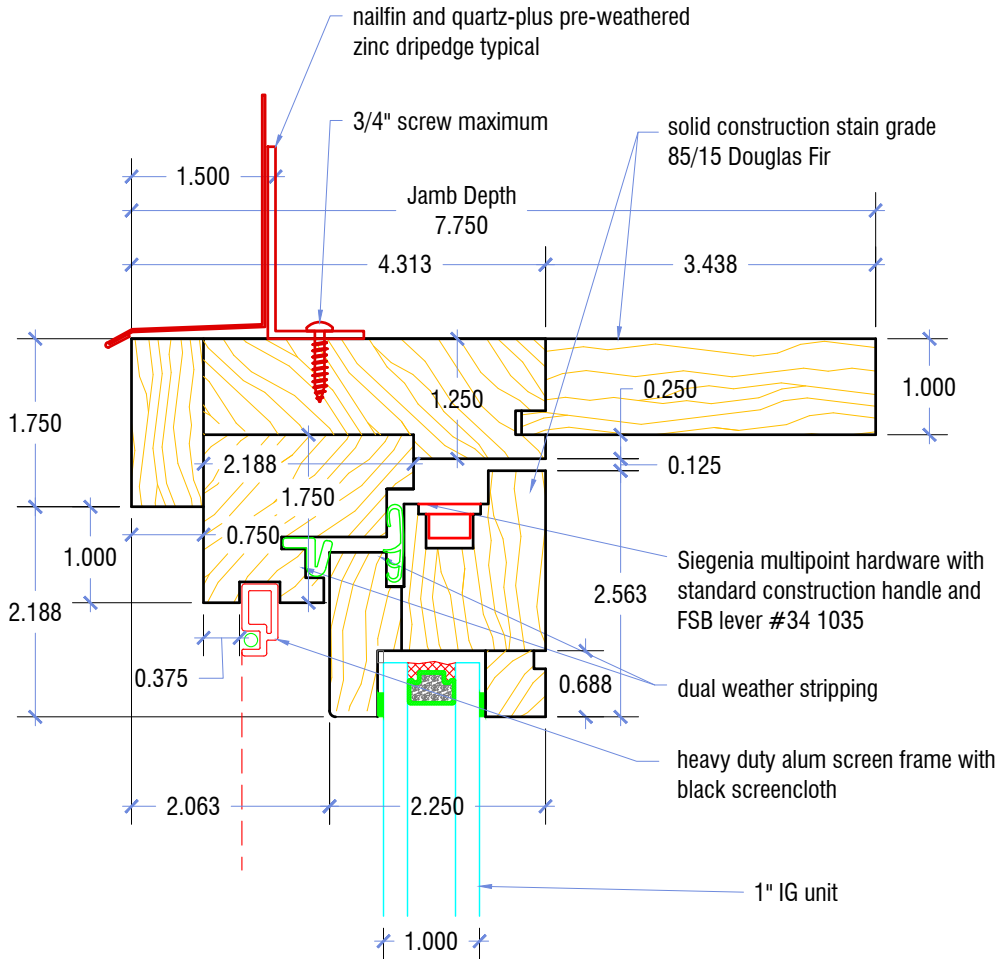 nailfin and quartz-plus pre-weathered
zinc dripedge typical
3/4" screw maximum
solid construction stain grade
85/15 Douglas Fir
1.500
Jamb Depth
7.750
4.313
3.438
1.750
1.250
0.250
1.000
0.125
2.188
1.750
0.750
1.000
2.188
2.563
Siegenia multipoint hardware with
standard construction handle and
FSB lever #34 1035
0.375
0.688
dual weather stripping
heavy duty alum screen frame with
black screencloth
2.063
2.250
1" IG unit
1.000